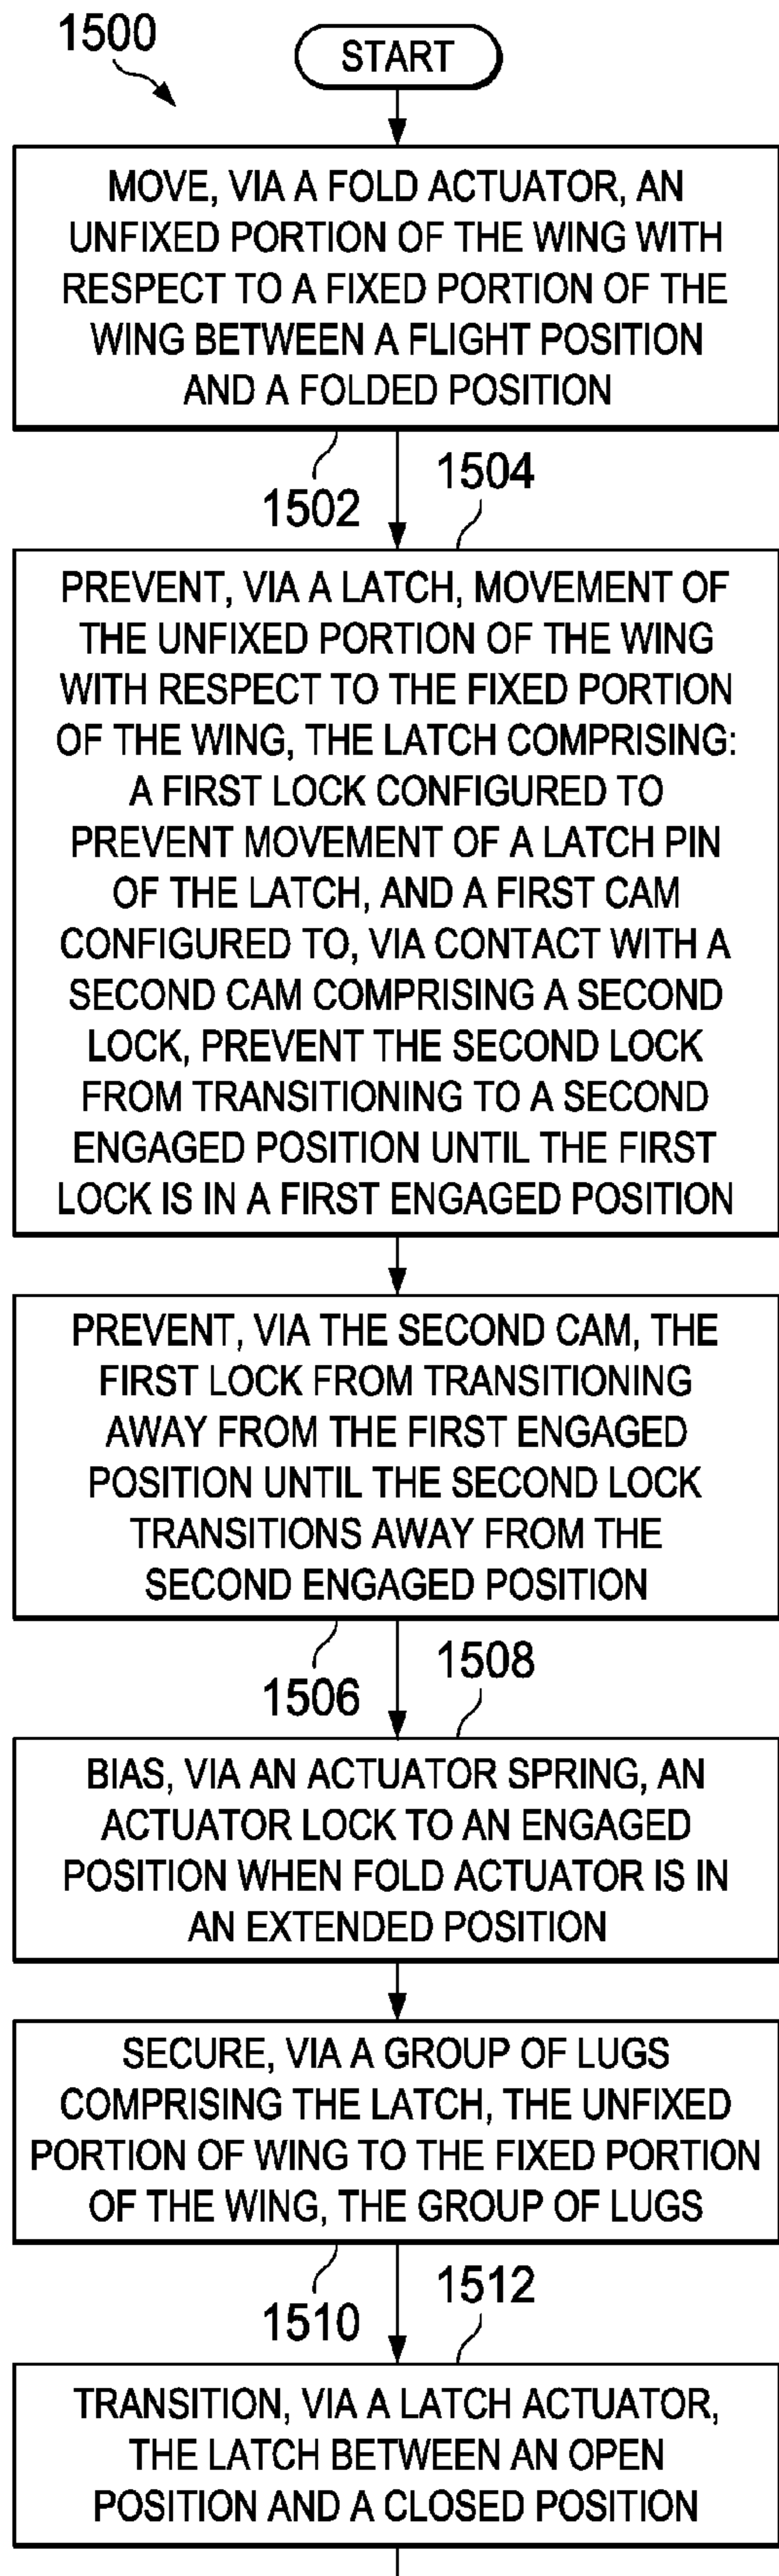 1500
START
MOVE, VIA A FOLD ACTUATOR, AN
UNFIXED PORTION OF THE WING WITH
RESPECT TO A FIXED PORTION OF THE
WING BETWEEN A FLIGHT POSITION
AND A FOLDED POSITION
1502
1504
PREVENT, VIA A LATCH, MOVEMENT OF
THE UNFIXED PORTION OF THE WING
WITH RESPECT TO THE FIXED PORTION
OF THE WING, THE LATCH COMPRISING:
A FIRST LOCK CONFIGURED TO
PREVENT MOVEMENT OF A LATCH PIN
OF THE LATCH, AND A FIRST CAM
CONFIGURED TO, VIA CONTACT WITH A
SECOND CAM COMPRISING A SECOND
LOCK, PREVENT THE SECOND LOCK
FROM TRANSITIONING TO A SECOND
ENGAGED POSITION UNTIL THE FIRST
LOCK IS IN A FIRST ENGAGED POSITION
PREVENT, VIA THE SECOND CAM, THE
FIRST LOCK FROM TRANSITIONING
AWAY FROM THE FIRST ENGAGED
POSITION UNTIL THE SECOND LOCK
TRANSITIONS AWAY FROM THE
SECOND ENGAGED POSITION
1506
1508
BIAS, VIA AN ACTUATOR SPRING, AN
ACTUATOR LOCK TO AN ENGAGED
POSITION WHEN FOLD ACTUATOR IS IN
AN EXTENDED POSITION
SECURE, VIA A GROUP OF LUGS
COMPRISING THE LATCH, THE UNFIXED
PORTION OF WING TO THE FIXED PORTION
OF THE WING, THE GROUP OF LUGS
1510
1512
TRANSITION, VIA A LATCH ACTUATOR,
THE LATCH BETWEEN AN OPEN
POSITION AND A CLOSED POSITION